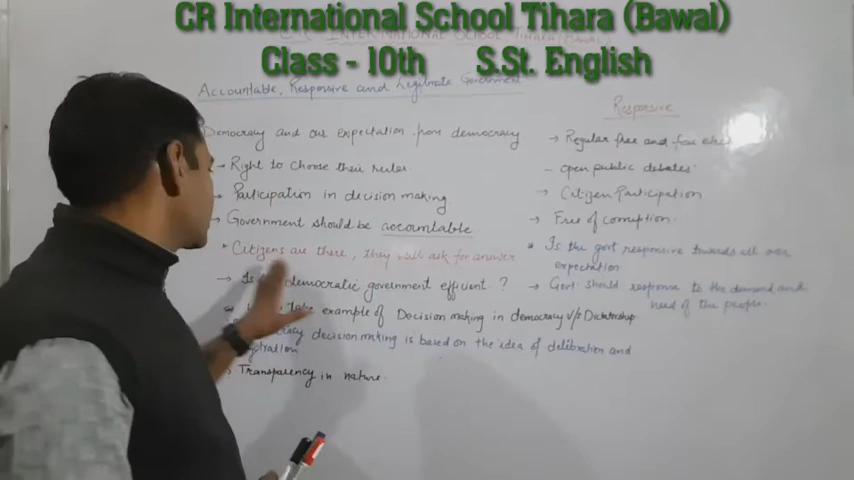 CR International School Tihara (Bawal)
Class - 10th S.St. English
Accountable, Responsive and Legitimate Government
Democracy and our expectation from democracy
→ Right to choose their ruler.
→ Participation in decision making
→ Government should be accountable
* Citizens are there, they will ask for answer
→ Is democratic government efficient ?
take example of Decision making in democracy v/s Dictatorship
decision making is based on the idea of delibration and
Transparency in nature.
Responsive
→ Regular free and fair
- open public debates.
→ Citizen Participation
→ Free of corruption.
* Is the govt responsive towards all our
expectation
→ Govt should response to the demand and
need of the people.